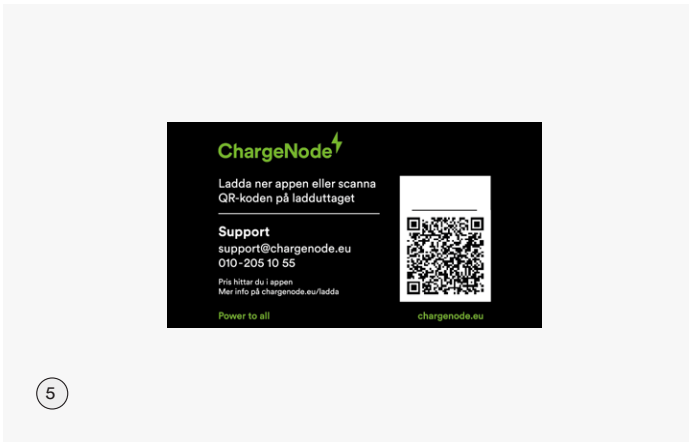 ChargeNode
Ladda ner appen eller scanna
QR-koden på ladduttaget
Support
support@chargenode.eu
010-205 10 55
Pris hittar du i appen
Mer info på chargenode.eu/ladda
Power to all
chargenode.eu
5